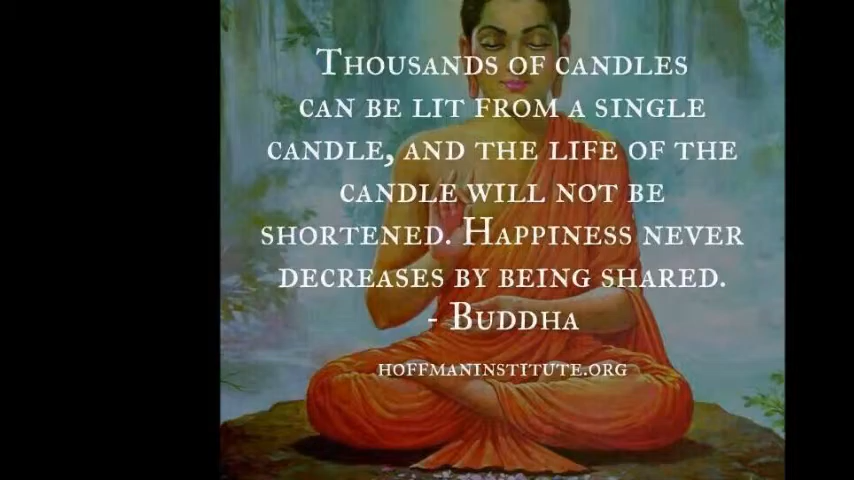 Thousands of candles
can be lit from a single
candle, and the life of the
candle will not be
shortened. Happiness never
decreases by being shared.
- Buddha
hoffmaninstitute.org